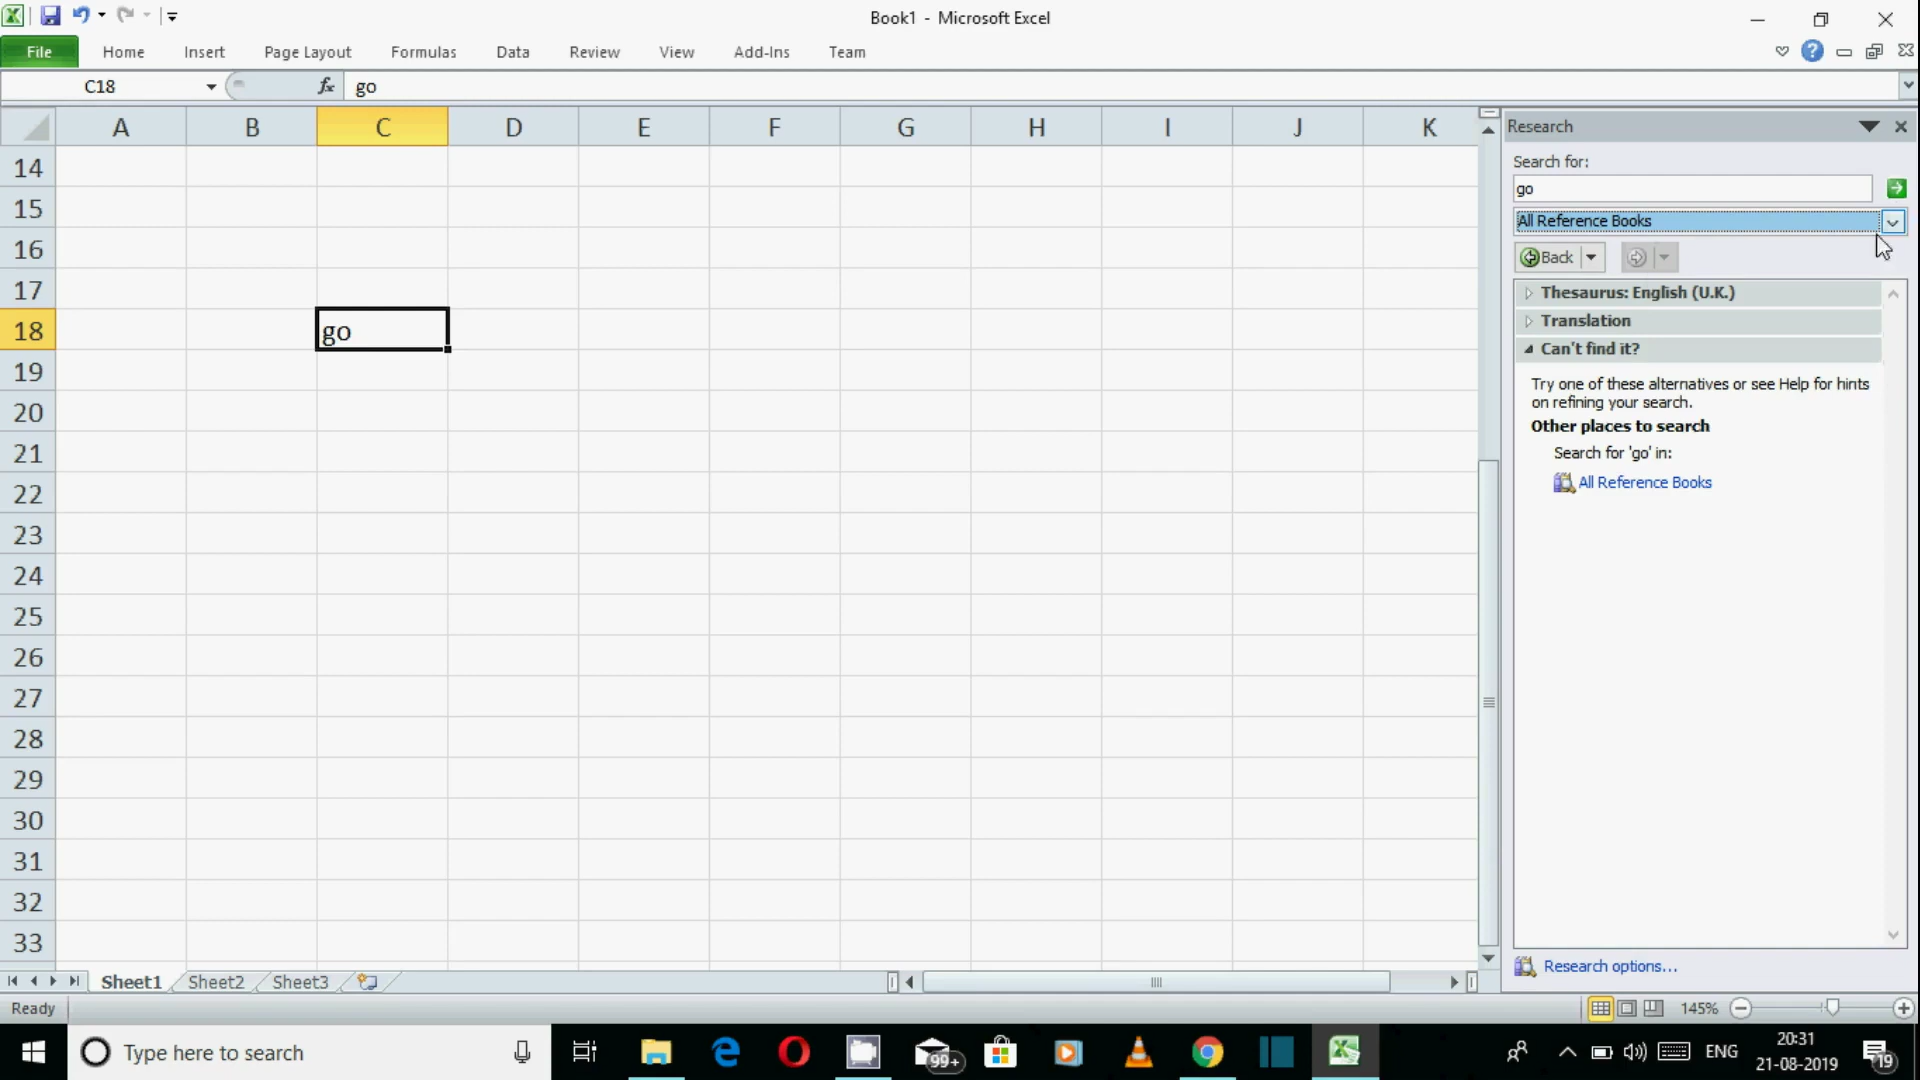 Book1 - Microsoft Excel
File Home Insert Page Layout Formulas Data Review View Add-Ins Team
C18 fx go
A B C D E F G H I J K
Research
Search for:
go
All Reference Books
Back
Thesaurus: English (U.K.)
Translation
Can't find it?
Try one of these alternatives or see Help for hints
on refining your search.
Other places to search
Search for 'go' in:
All Reference Books
Research options...
14
15
16
17
18 go
19
20
21
22
23
24
25
26
27
28
29
30
31
32
33
Sheet1 Sheet2 Sheet3
Ready 145%
Type here to search 99+ ENG 20:31
21-08-2019 19